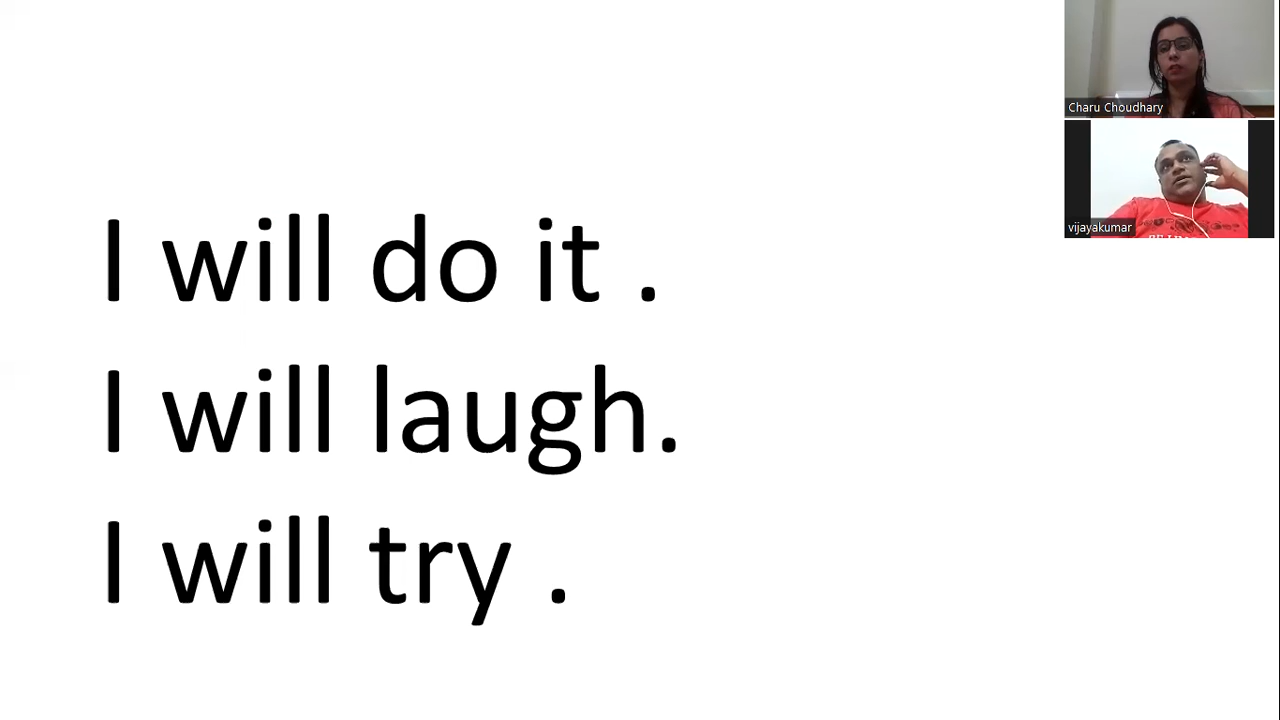 I will do it .
I will laugh.
I will try .
Charu Choudhary
vijayakumar